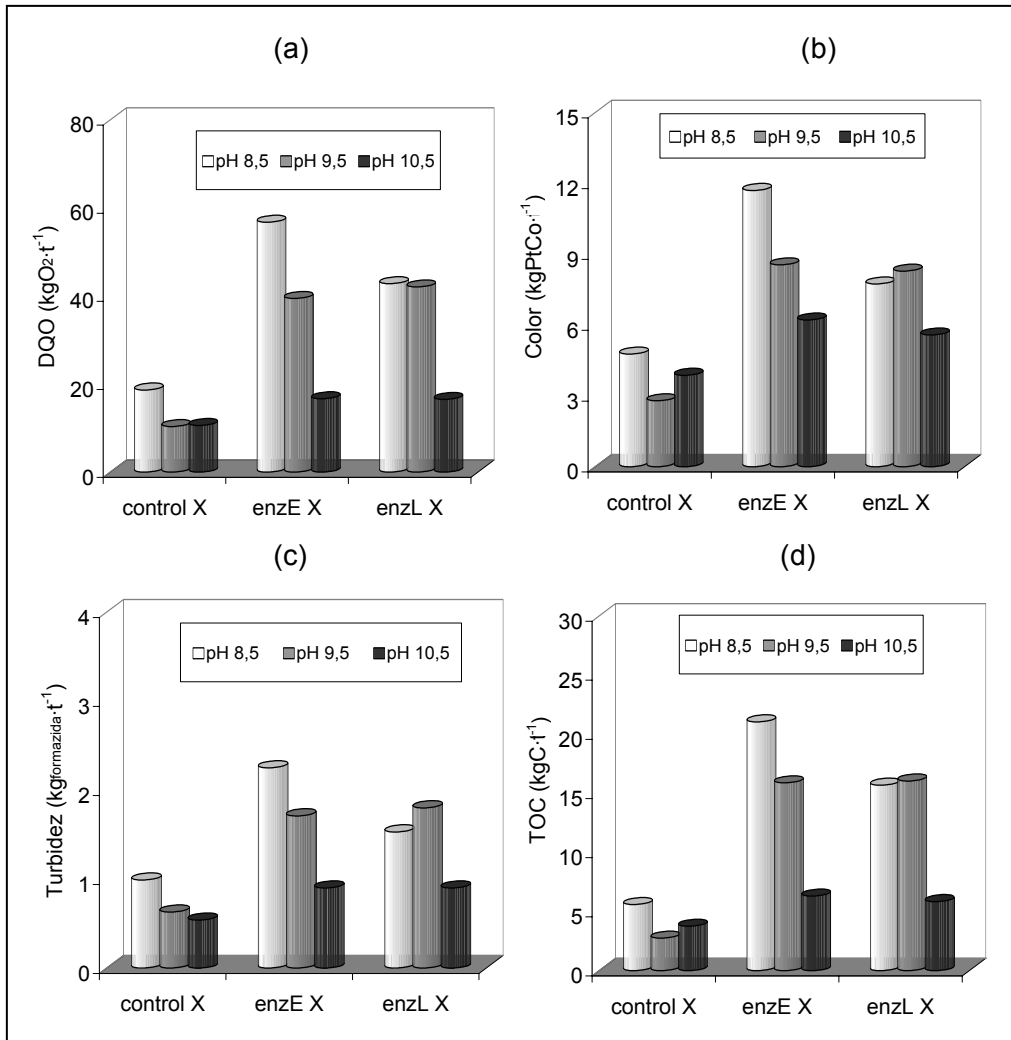 (a)
DQO (kgO2·t-1)
80
60
40
20
0
pH 8,5 pH 9,5 pH 10,5
control X enzE X enzL X
(b)
Color (kgPtCo·t-1)
15
12
9
6
3
0
pH 8,5 pH 9,5 pH 10,5
control X enzE X enzL X
(c)
Turbidez (kgformazida·t-1)
4
3
2
1
0
pH 8,5 pH 9,5 pH 10,5
control X enzE X enzL X
(d)
TOC (kgC·t-1)
30
25
20
15
10
5
0
pH 8,5 pH 9,5 pH 10,5
control X enzE X enzL X